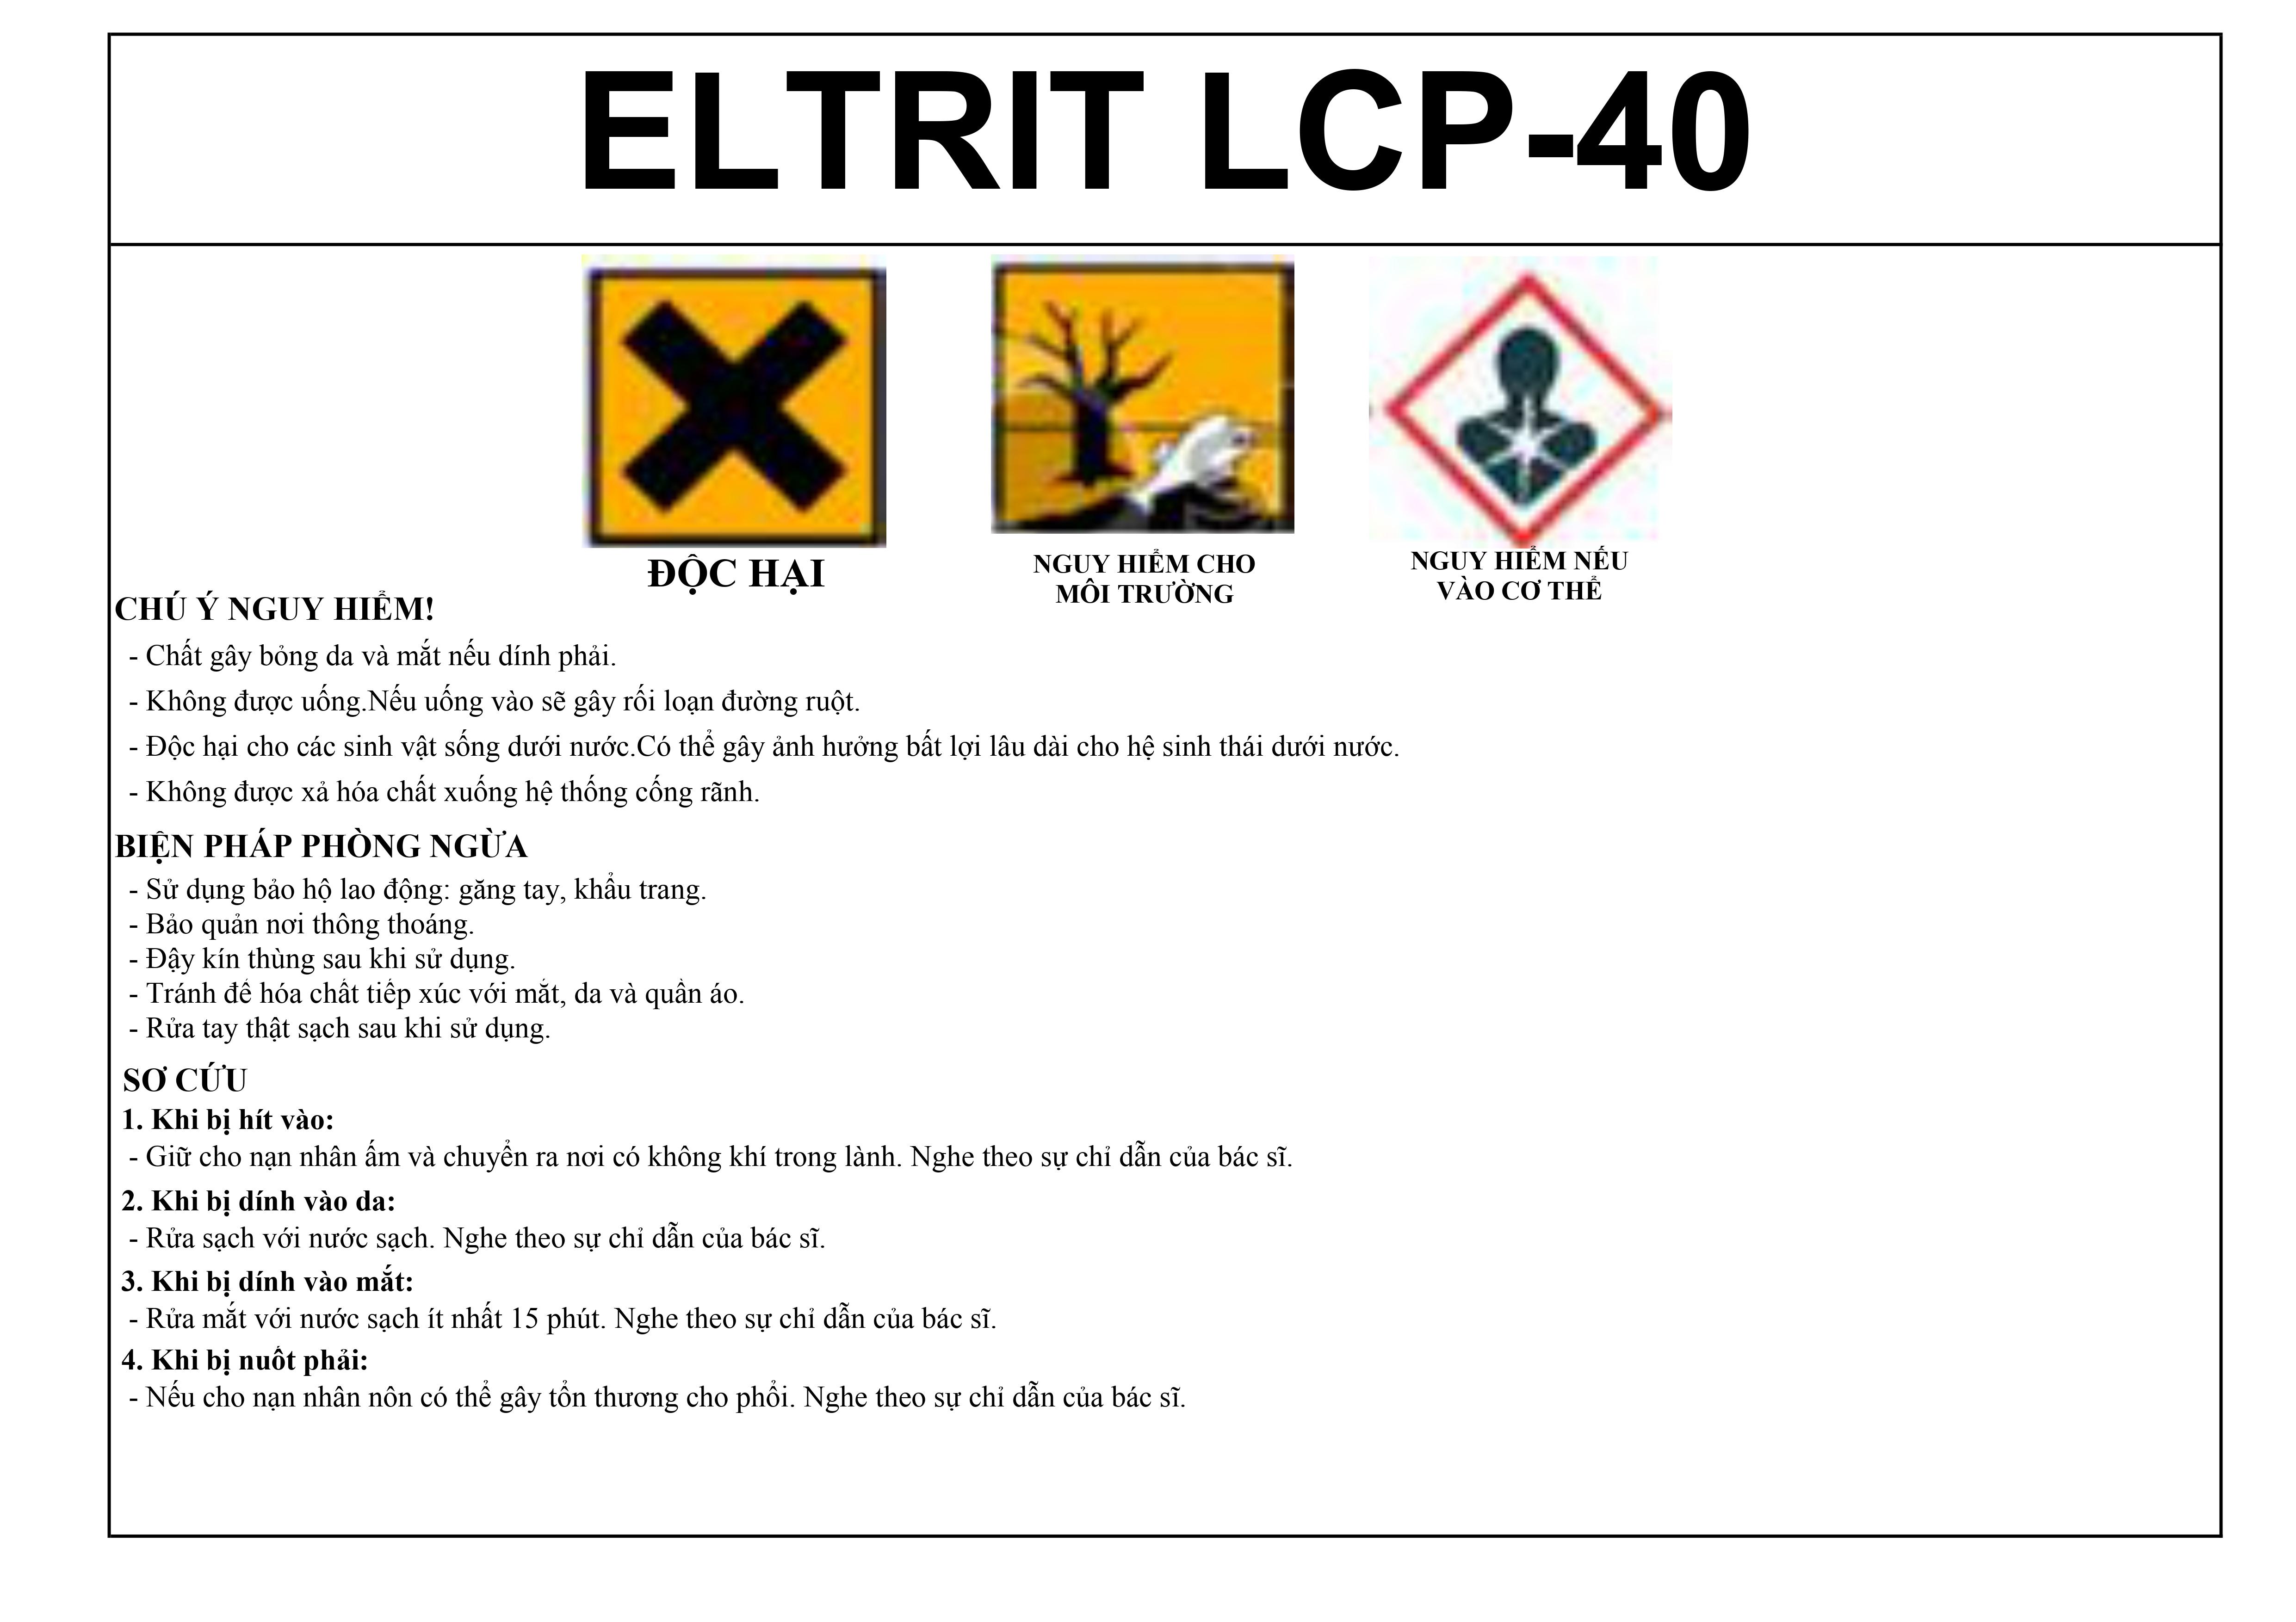 ELTRIT LCP-40
ĐỘC HẠI
NGUY HIỂM CHO
MÔI TRƯỜNG
NGUY HIỂM NẾU
VÀO CƠ THỂ
CHÚ Ý NGUY HIỂM!
- Chất gây bỏng da và mắt nếu dính phải.
- Không được uống.Nếu uống vào sẽ gây rối loạn đường ruột.
- Độc hại cho các sinh vật sống dưới nước.Có thể gây ảnh hưởng bất lợi lâu dài cho hệ sinh thái dưới nước.
- Không được xả hóa chất xuống hệ thống cống rãnh.
BIỆN PHÁP PHÒNG NGỪA
- Sử dụng bảo hộ lao động: găng tay, khẩu trang.
- Bảo quản nơi thông thoáng.
- Đậy kín thùng sau khi sử dụng.
- Tránh để hóa chất tiếp xúc với mắt, da và quần áo.
- Rửa tay thật sạch sau khi sử dụng.
SƠ CỨU
1. Khi bị hít vào:
- Giữ cho nạn nhân ấm và chuyển ra nơi có không khí trong lành. Nghe theo sự chỉ dẫn của bác sĩ.
2. Khi bị dính vào da:
- Rửa sạch với nước sạch. Nghe theo sự chỉ dẫn của bác sĩ.
3. Khi bị dính vào mắt:
- Rửa mắt với nước sạch ít nhất 15 phút. Nghe theo sự chỉ dẫn của bác sĩ.
4. Khi bị nuốt phải:
- Nếu cho nạn nhân nôn có thể gây tổn thương cho phổi. Nghe theo sự chỉ dẫn của bác sĩ.